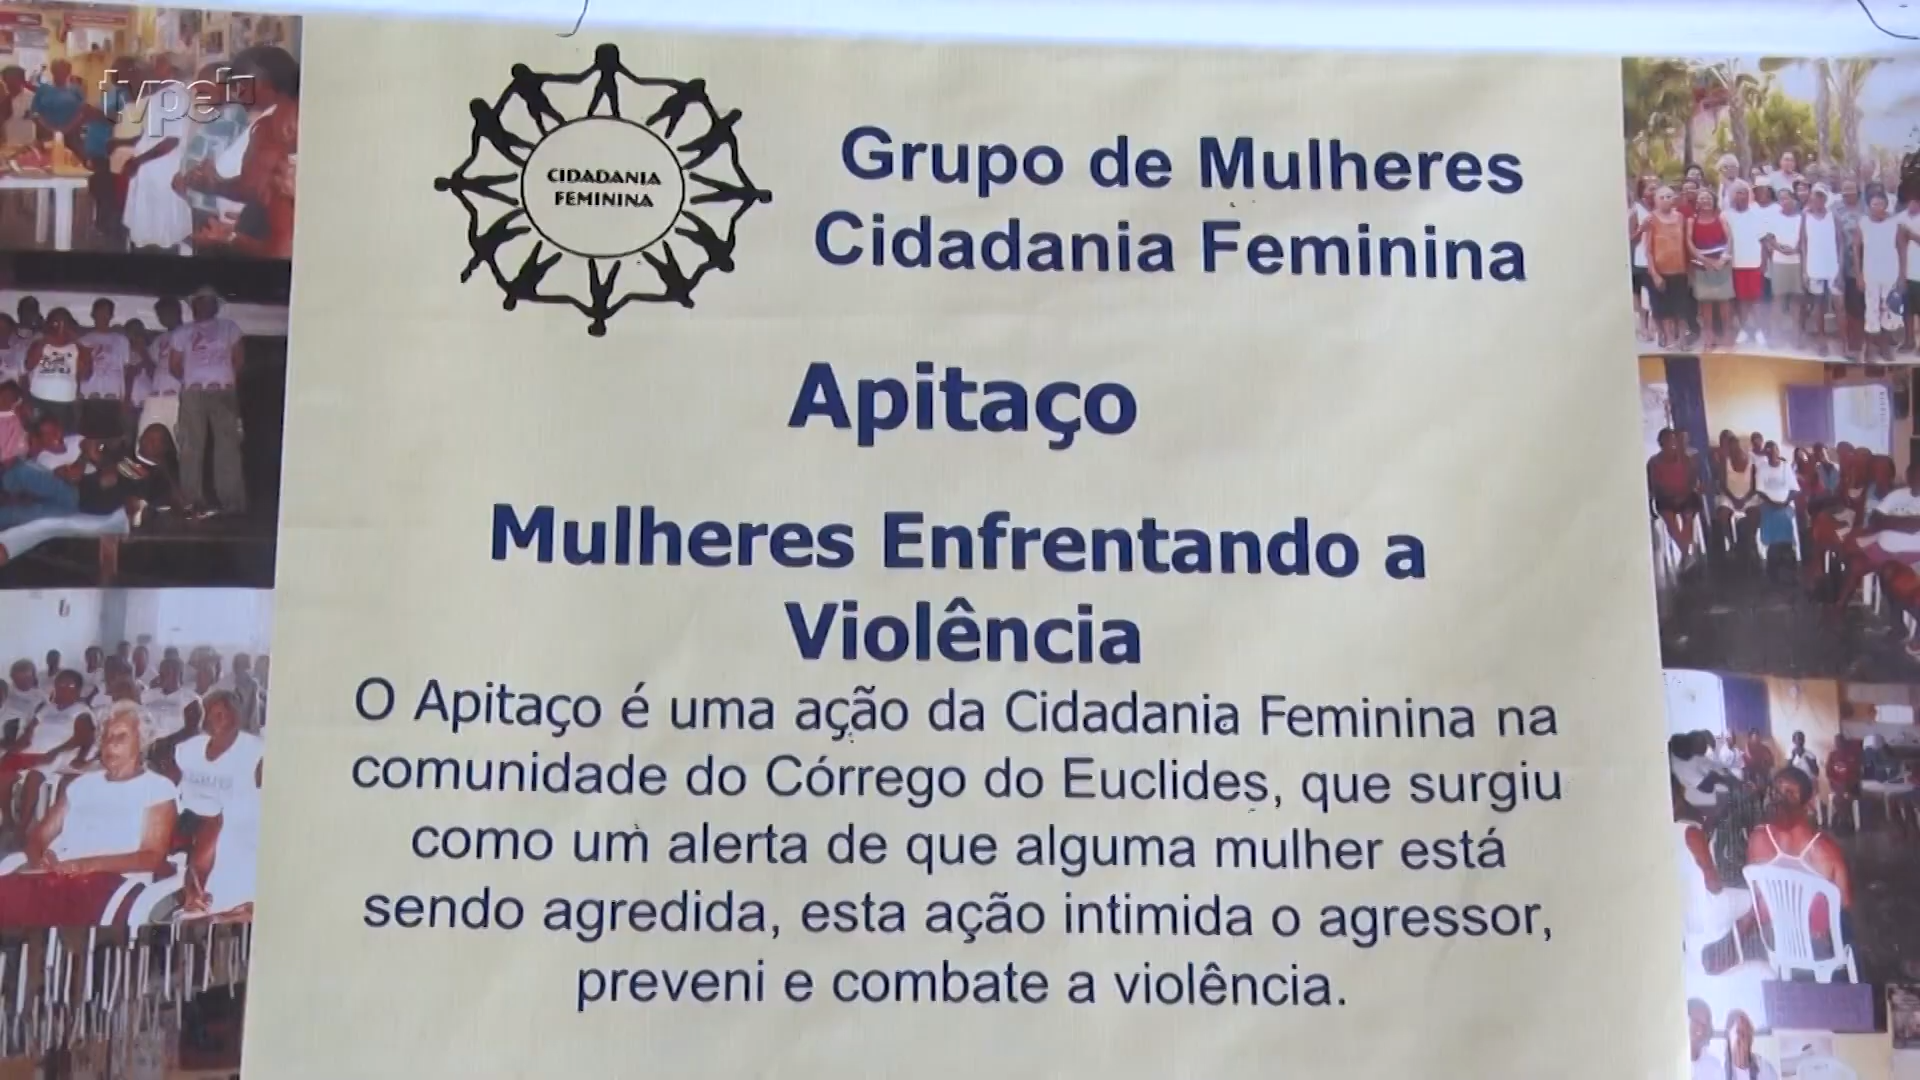 tvpe
CIDADANIA
FEMININA
Grupo de Mulheres
Cidadania Feminina
Apitaço
Mulheres Enfrentando a
Violência
O Apitaço é uma ação da Cidadania Feminina na
comunidade do Córrego do Euclides, que surgiu
como um alerta de que alguma mulher está
sendo agredida, esta ação intimida o agressor,
preveni e combate a violência.